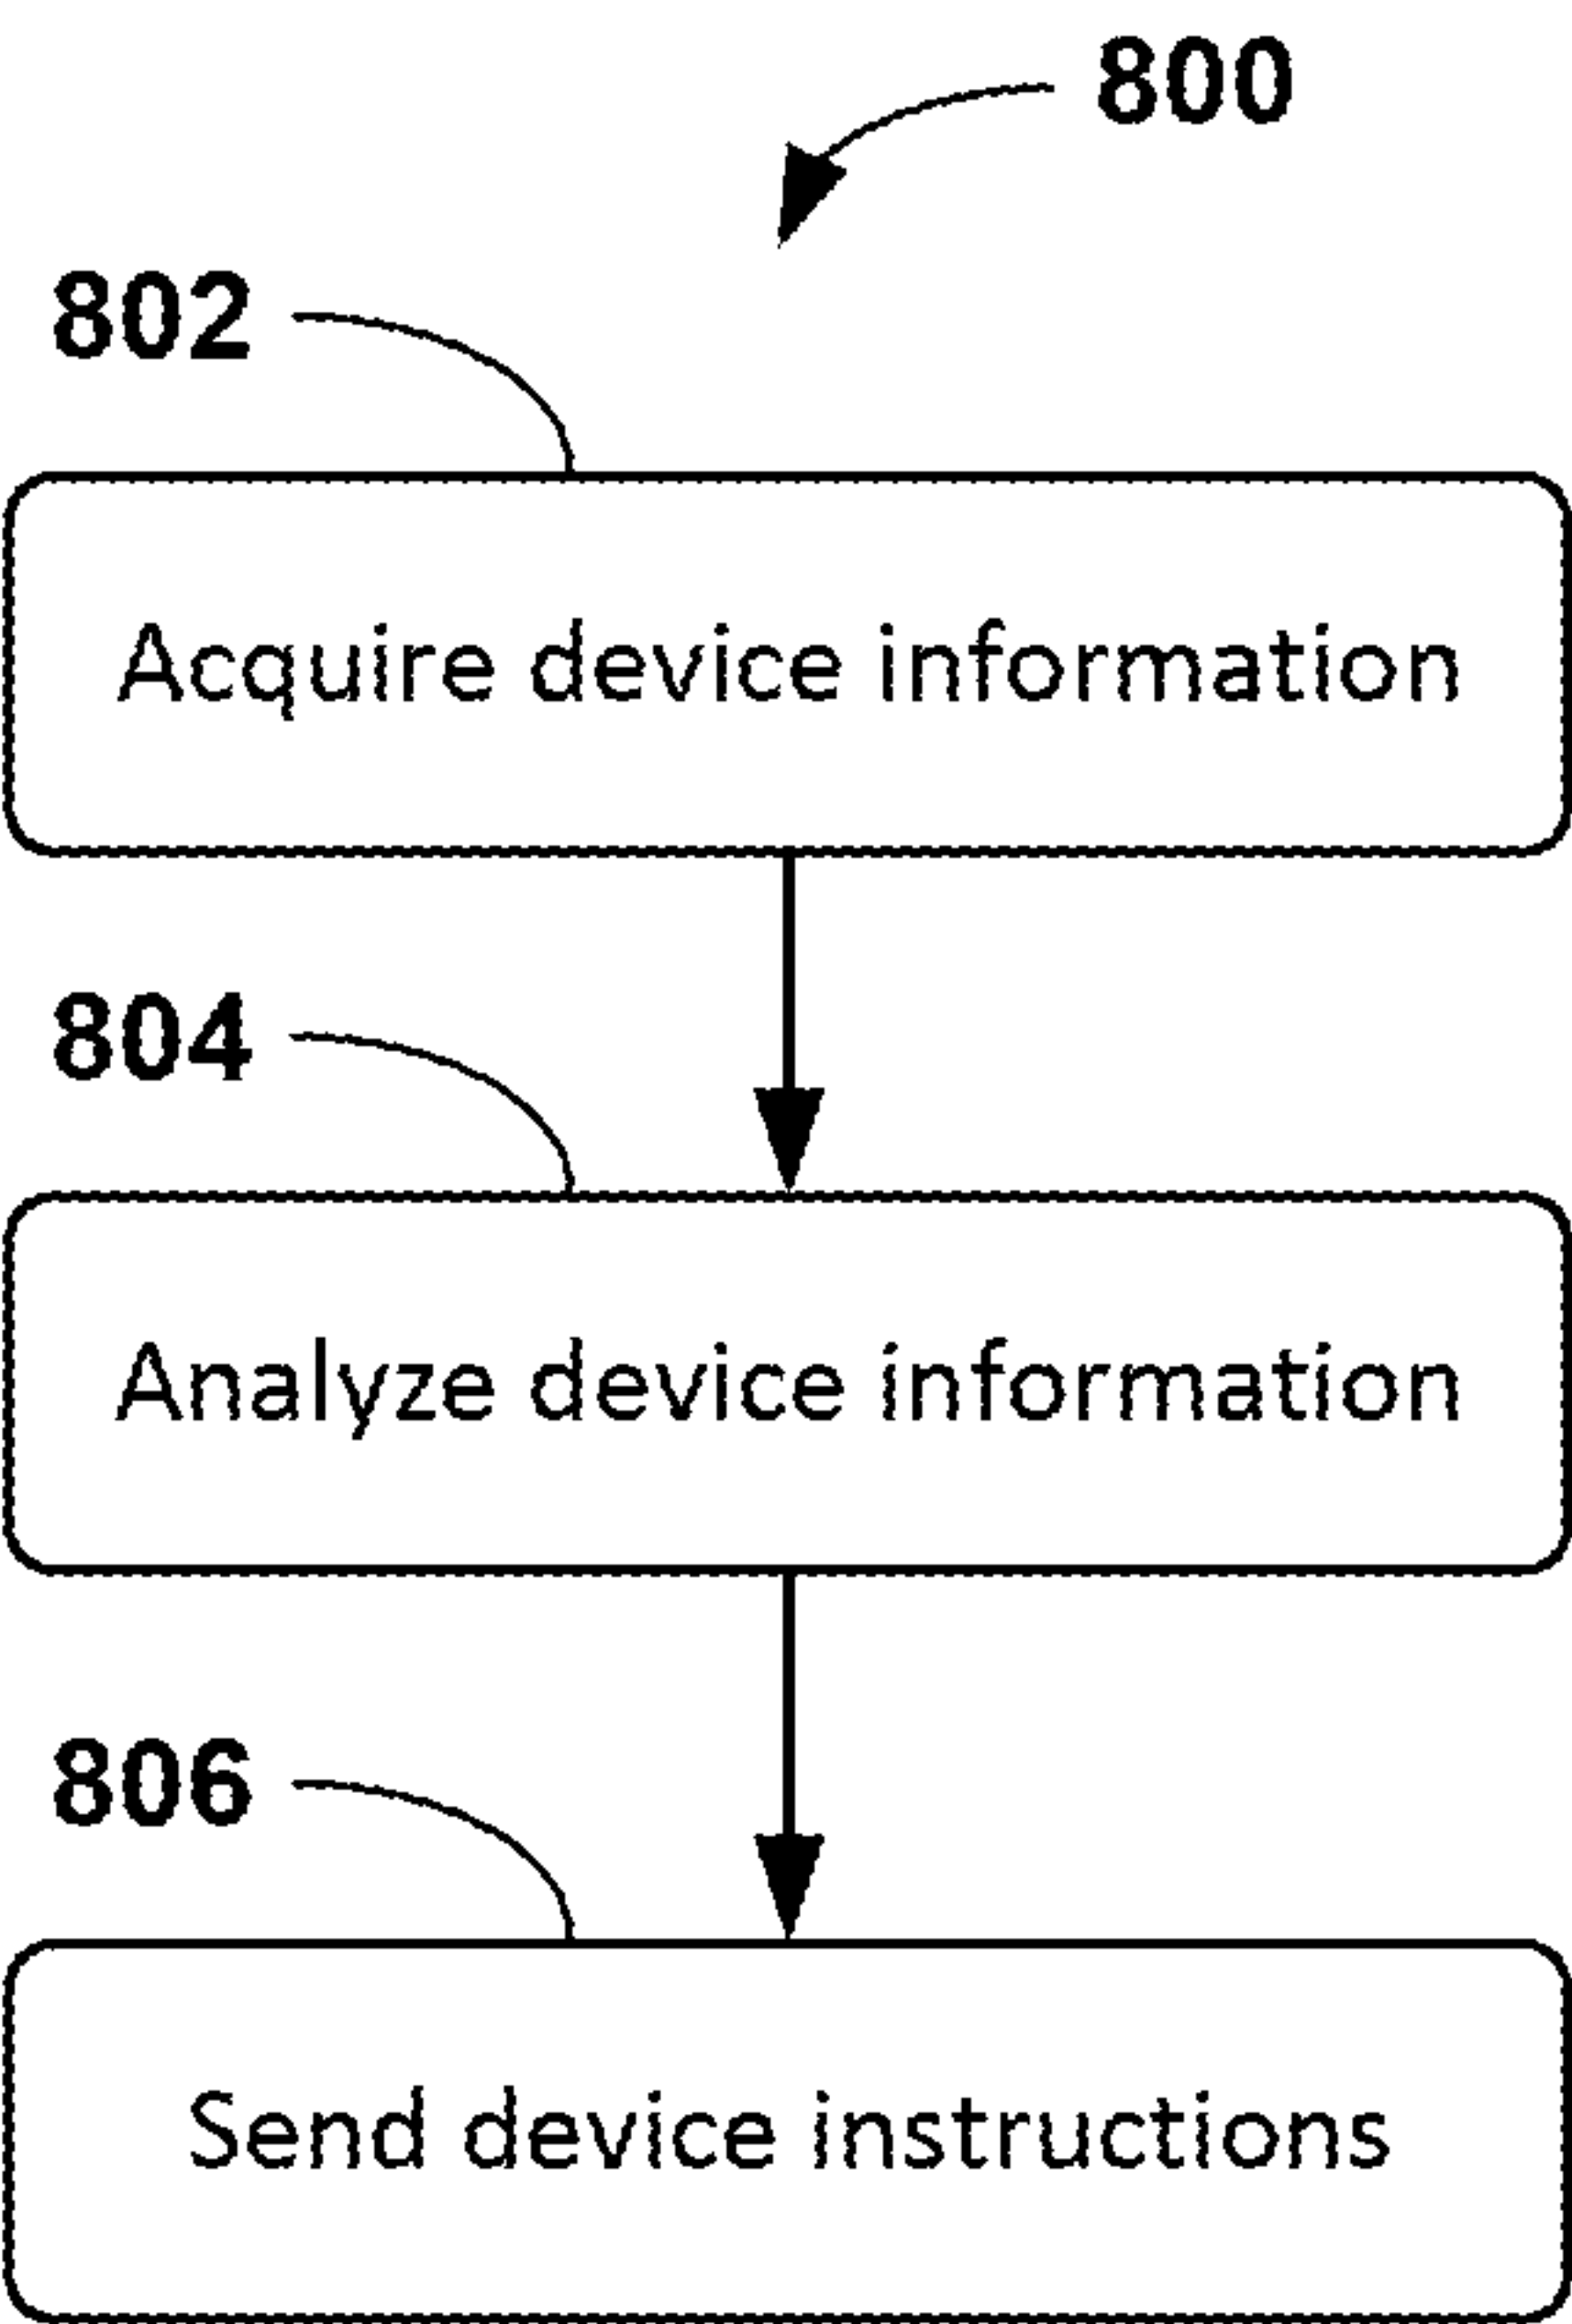 800
802
Acquire device information
804
Analyze device information
806
Send device instructions